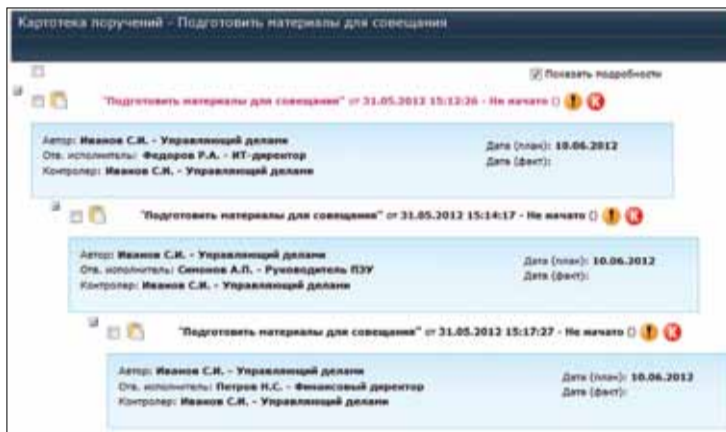 Картотека поручений - Подготовить материалы для совещания
Показать подробности
"Подготовить материалы для совещания" от 31.05.2012 15:12:26 - Не начато ()
Автор: Иванов С.И. - Управляющий делами
Дата (план): 10.06.2012
Отв. исполнитель: Федоров Р.А. - ИТ-директор
Дата (факт):
Контролер: Иванов С.И. - Управляющий делами
"Подготовить материалы для совещания" от 31.05.2012 15:14:17 - Не начато ()
Автор: Иванов С.И. - Управляющий делами
Дата (план): 10.06.2012
Отв. исполнитель: Симонов А.П. - Руководитель ПЭУ
Дата (факт):
Контролер: Иванов С.И. - Управляющий делами
"Подготовить материалы для совещания" от 31.05.2012 15:17:27 - Не начато ()
Автор: Иванов С.И. - Управляющий делами
Дата (план): 10.06.2012
Отв. исполнитель: Петров Н.С. - Финансовый директор
Дата (факт):
Контролер: Иванов С.И. - Управляющий делами